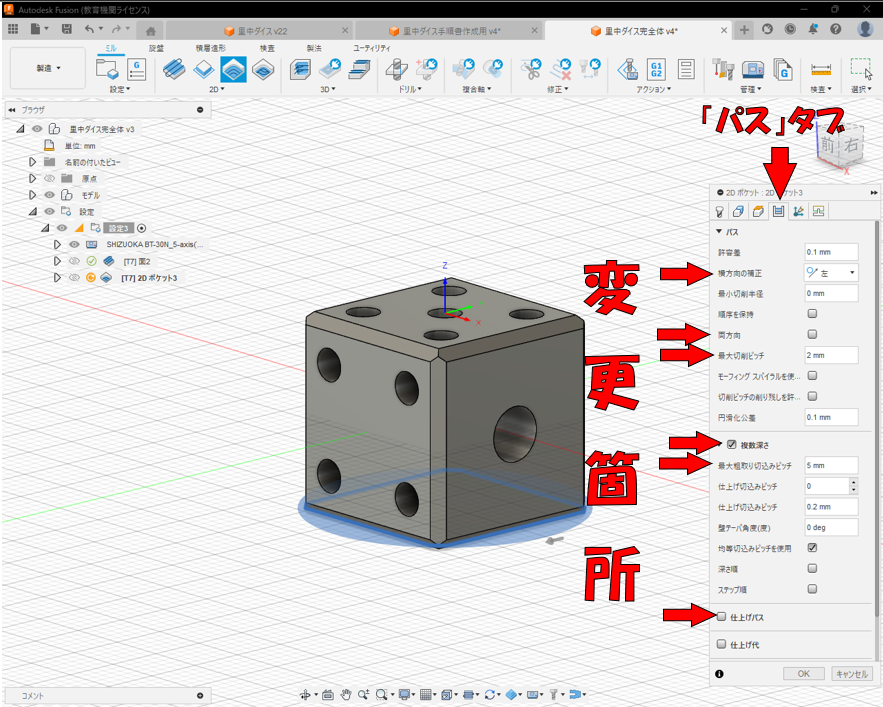 Autodesk Fusion (教育機関ライセンス)
里中ダイス v22
里中ダイス手順書作成用 v4*
里中ダイス完全体 v4*
製造
ミル 旋盤 積層造形 検査 製法 ユーティリティ
設定 2D 3D ドリル 複合軸 修正 アクション 管理 検査 選択
G
G1
G2
G
ブラウザ
里中ダイス完全体 v3
単位: mm
名前の付いたビュー
原点
モデル
設定
設定3
SHIZUOKA BT-30N_5-axis(...
[T7] 面2
[T7] 2D ポケット3
「パス」タブ
前 右
X
Z
X
変
更
箇
所
2D ポケット : 2D ポケット3
パス
許容差 0.1 mm
横方向の補正 左
最小切削半径 0 mm
順序を保持
両方向
最大切削ピッチ 2 mm
モーフィング スパイラルを使...
切削ピッチの削り残しを許...
円滑化公差 0.1 mm
複数深さ
最大粗取り切込みピッチ 5 mm
仕上げ切込みピッチ 0
仕上げ切込みピッチ 0.2 mm
壁テーパ角度(度) 0 deg
均等切込みピッチを使用
深さ順
ステップ順
仕上げパス
仕上げ代
OK キャンセル
コメント